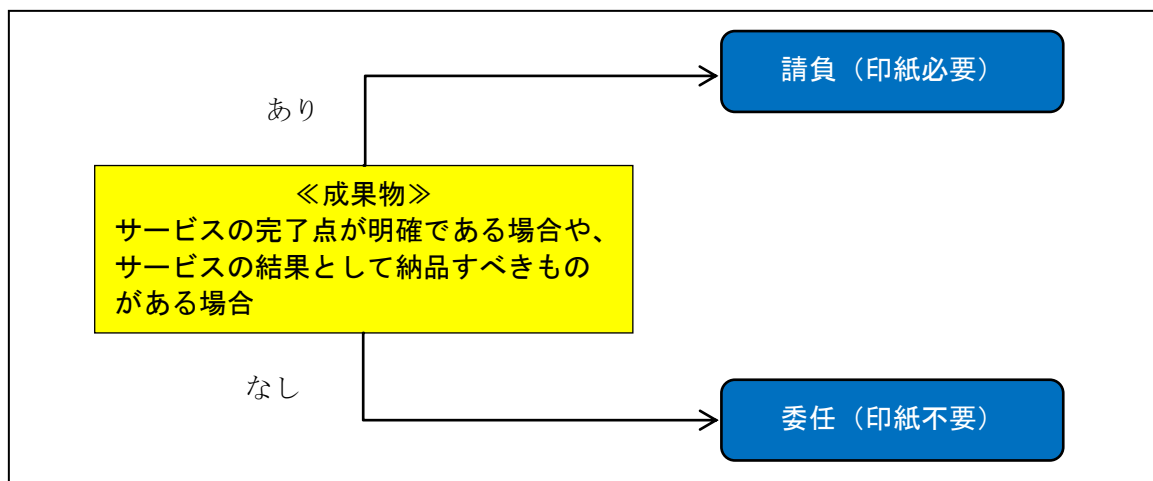 請負（印紙必要）
あり
≪成果物≫
サービスの完了点が明確である場合や、
サービスの結果として納品すべきもの
がある場合
なし
委任（印紙不要）